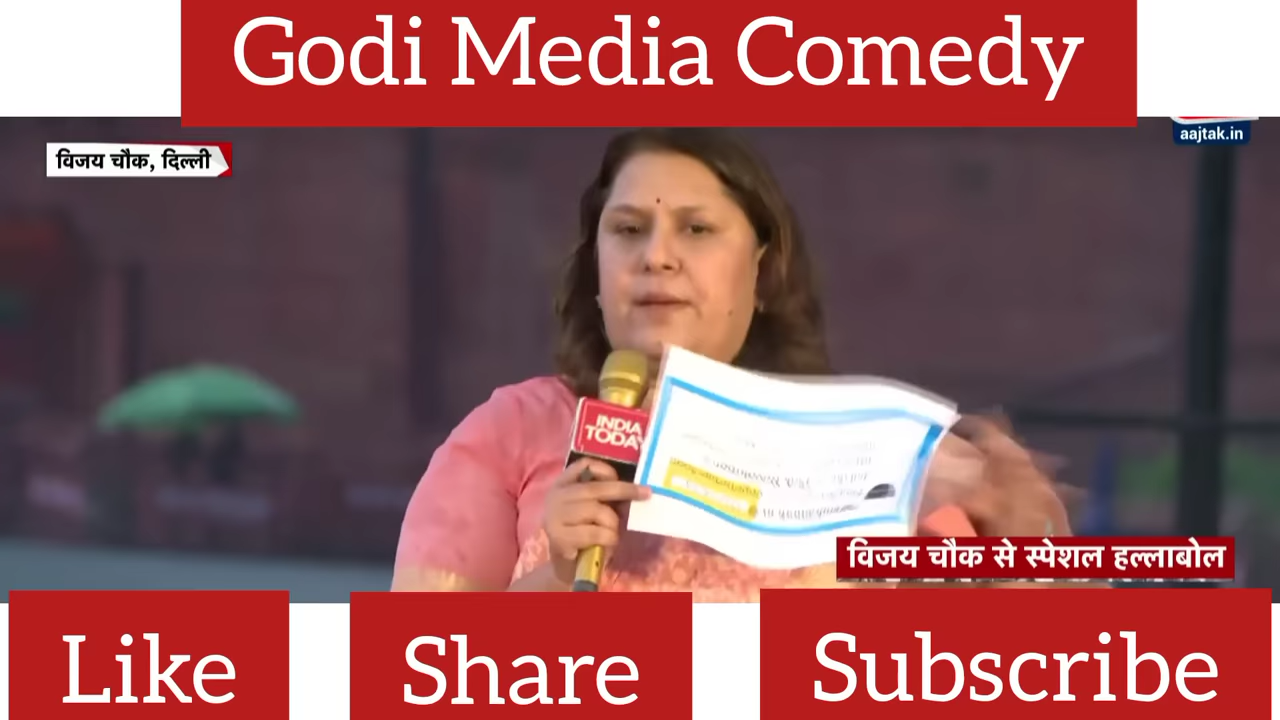 Godi Media Comedy
aajtak.in
विजय चौक, दिल्ली
INDIA
TODAY
विजय चौक से स्पेशल हल्लाबोल
Like
Share
Subscribe